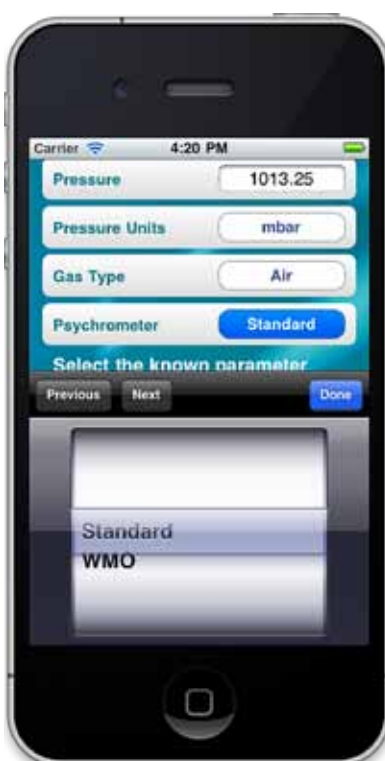 Carrier 4:20 PM
Pressure 1013.25
Pressure Units mbar
Gas Type Air
Psychrometer Standard
Select the known parameter
Previous Next Done
Standard
WMO